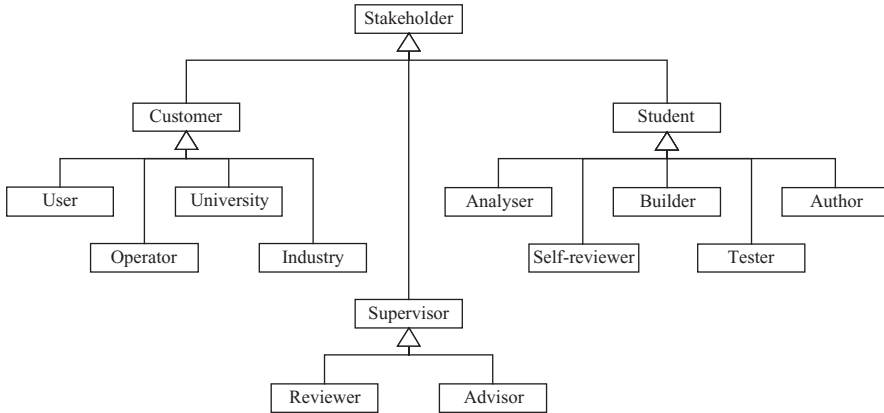 Stakeholder
Customer
Student
User
University
Analyser
Builder
Author
Operator
Industry
Self-reviewer
Tester
Supervisor
Reviewer
Advisor